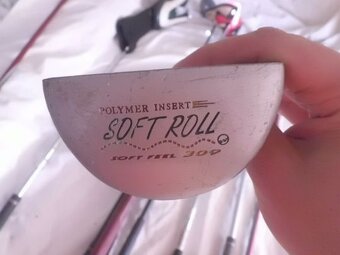 POLYMER INSERT
SOFT ROLL
SOFT FEEL 309